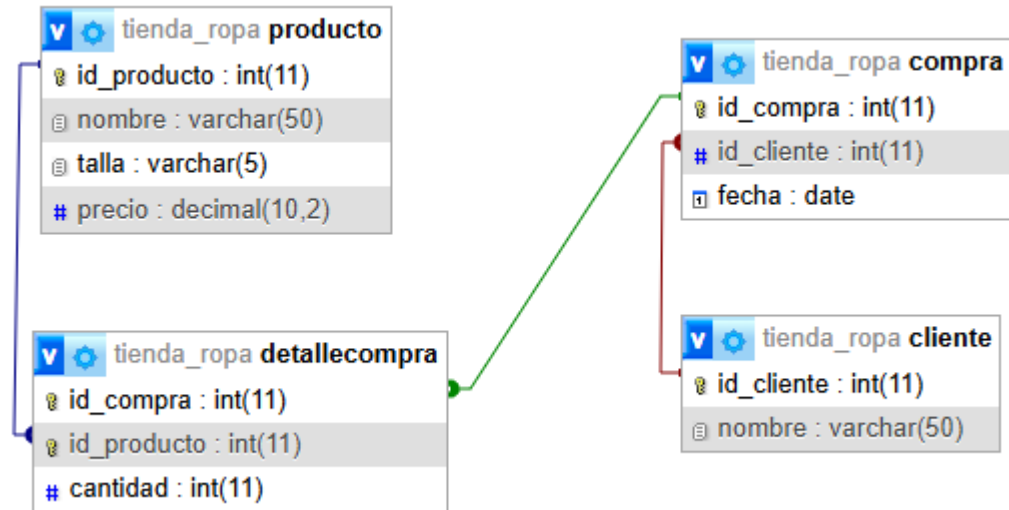 tienda_ropa producto
id_producto : int(11)
nombre : varchar(50)
talla : varchar(5)
# precio : decimal(10,2)
tienda_ropa compra
id_compra : int(11)
# id_cliente : int(11)
fecha : date
tienda_ropa detallecompra
id_compra : int(11)
id_producto : int(11)
# cantidad : int(11)
tienda_ropa cliente
id_cliente : int(11)
nombre : varchar(50)